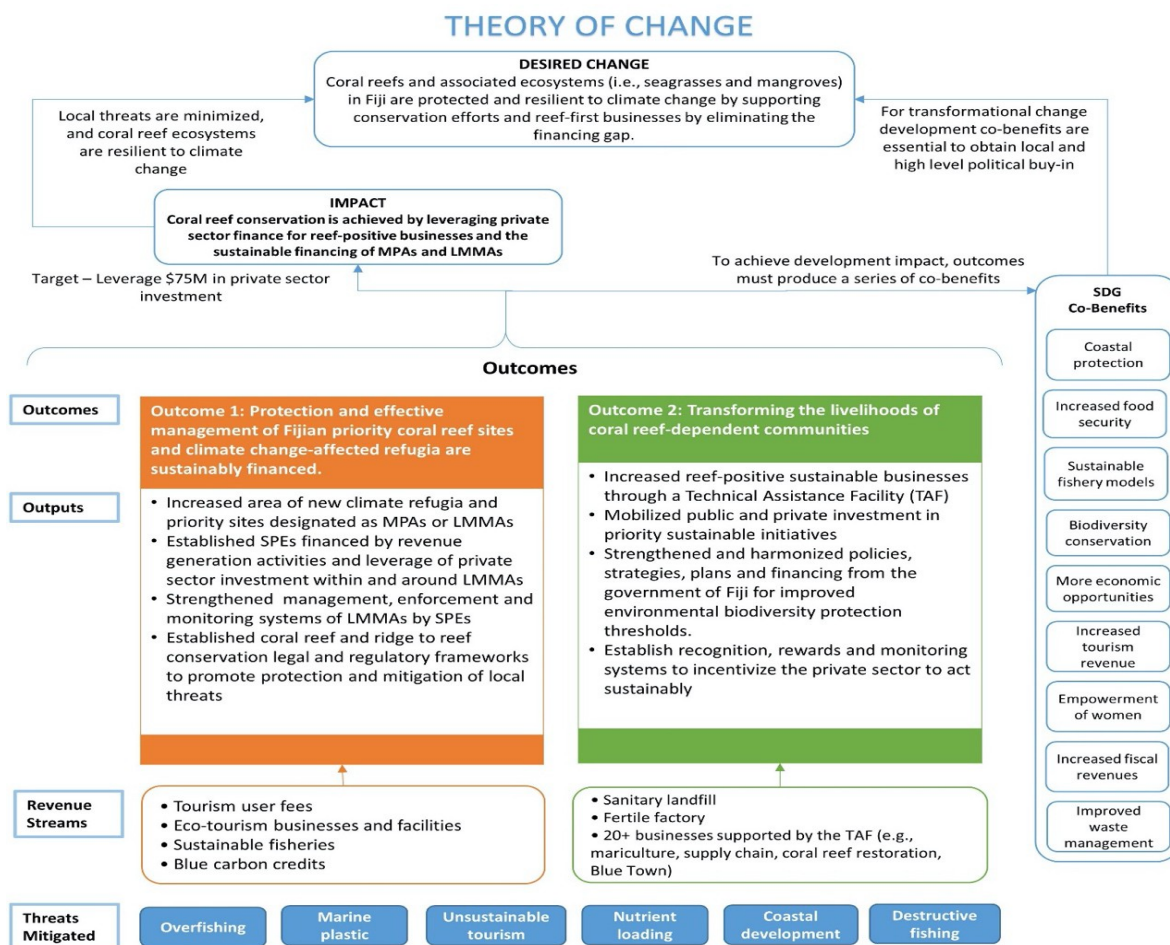 THEORY OF CHANGE
DESIRED CHANGE
Coral reefs and associated ecosystems (i.e., seagrasses and mangroves)
in Fiji are protected and resilient to climate change by supporting
conservation efforts and reef-first businesses by eliminating the
financing gap.
Local threats are minimized,
and coral reef ecosystems
are resilient to climate
change
For transformational change
development co-benefits are
essential to obtain local and
high level political buy-in
IMPACT
Coral reef conservation is achieved by leveraging private
sector finance for reef-positive businesses and the
sustainable financing of MPAs and LMMAs
Target – Leverage $75M in private sector
investment
To achieve development impact, outcomes
must produce a series of co-benefits
SDG
Co-Benefits
Coastal
protection
Increased food
security
Sustainable
fishery models
Biodiversity
conservation
More economic
opportunities
Increased
tourism
revenue
Empowerment
of women
Increased fiscal
revenues
Improved
waste
management
Outcomes
Outcomes
Outcome 1: Protection and effective
management of Fijian priority coral reef sites
and climate change-affected refugia are
sustainably financed.
Outcome 2: Transforming the livelihoods of
coral reef-dependent communities
Outputs
• Increased area of new climate refugia and
priority sites designated as MPAs or LMMAs
• Established SPEs financed by revenue
generation activities and leverage of private
sector investment within and around LMMAs
• Strengthened management, enforcement and
monitoring systems of LMMAs by SPEs
• Established coral reef and ridge to reef
conservation legal and regulatory frameworks
to promote protection and mitigation of local
threats
• Increased reef-positive sustainable businesses
through a Technical Assistance Facility (TAF)
• Mobilized public and private investment in
priority sustainable initiatives
• Strengthened and harmonized policies,
strategies, plans and financing from the
government of Fiji for improved
environmental biodiversity protection
thresholds.
• Establish recognition, rewards and monitoring
systems to incentivize the private sector to act
sustainably
Revenue
Streams
• Tourism user fees
• Eco-tourism businesses and facilities
• Sustainable fisheries
• Blue carbon credits
• Sanitary landfill
• Fertile factory
• 20+ businesses supported by the TAF (e.g.,
mariculture, supply chain, coral reef restoration,
Blue Town)
Threats
Mitigated
Overfishing
Marine
plastic
Unsustainable
tourism
Nutrient
loading
Coastal
development
Destructive
fishing